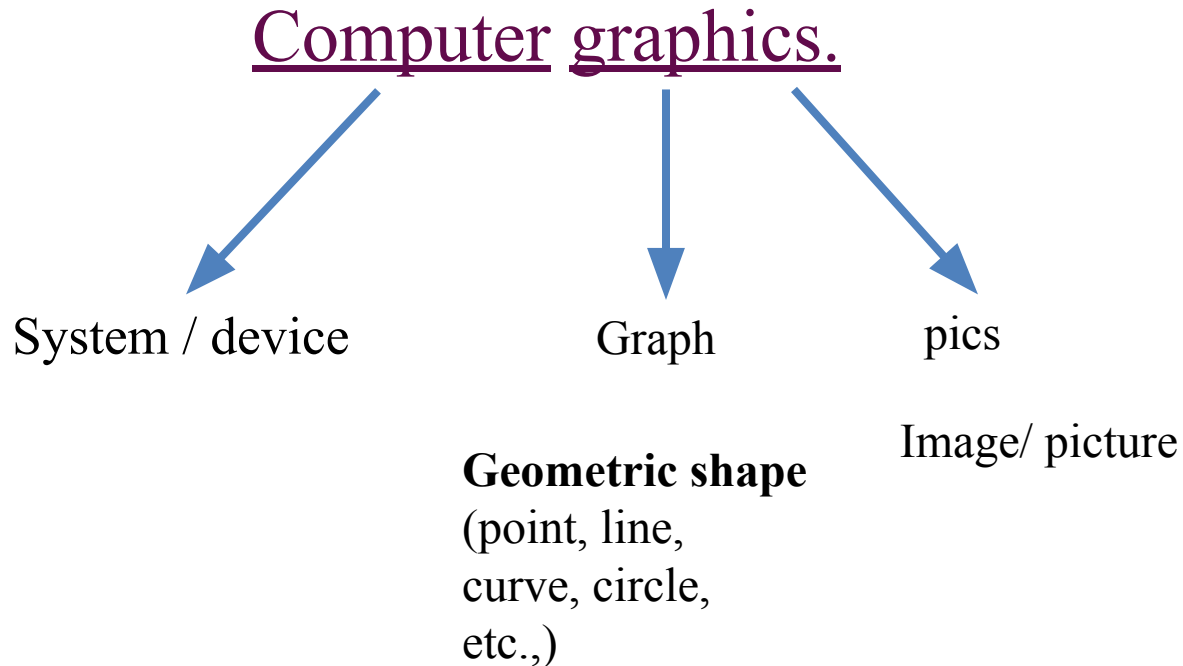 Computer graphics.
System / device
Graph
pics
Image/ picture
Geometric shape
(point, line,
curve, circle,
etc.,)